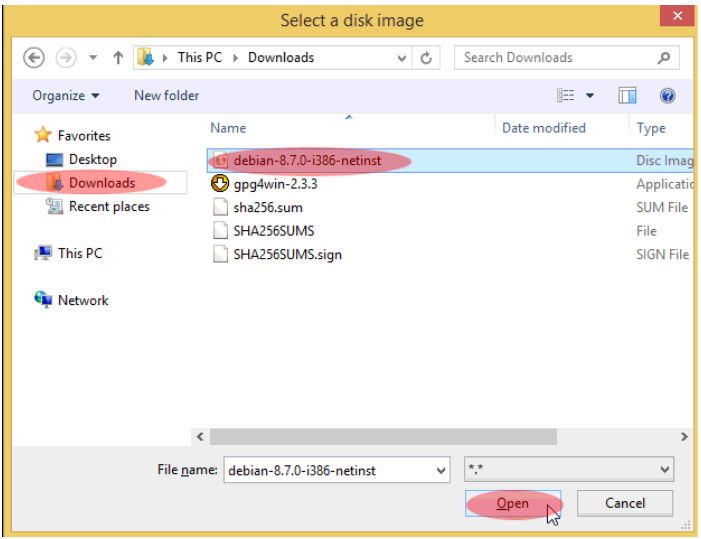 Select a disk image
This PC Downloads Search Downloads
Organize New folder
Name Date modified Type
Favorites
Desktop
Downloads
Recent places
This PC
Network
debian-8.7.0-i386-netinst Disc Imag
gpg4win-2.3.3 Applicatio
sha256.sum SUM File
SHA256SUMS File
SHA256SUMS.sign SIGN File
File name: debian-8.7.0-i386-netinst *.*
Open Cancel